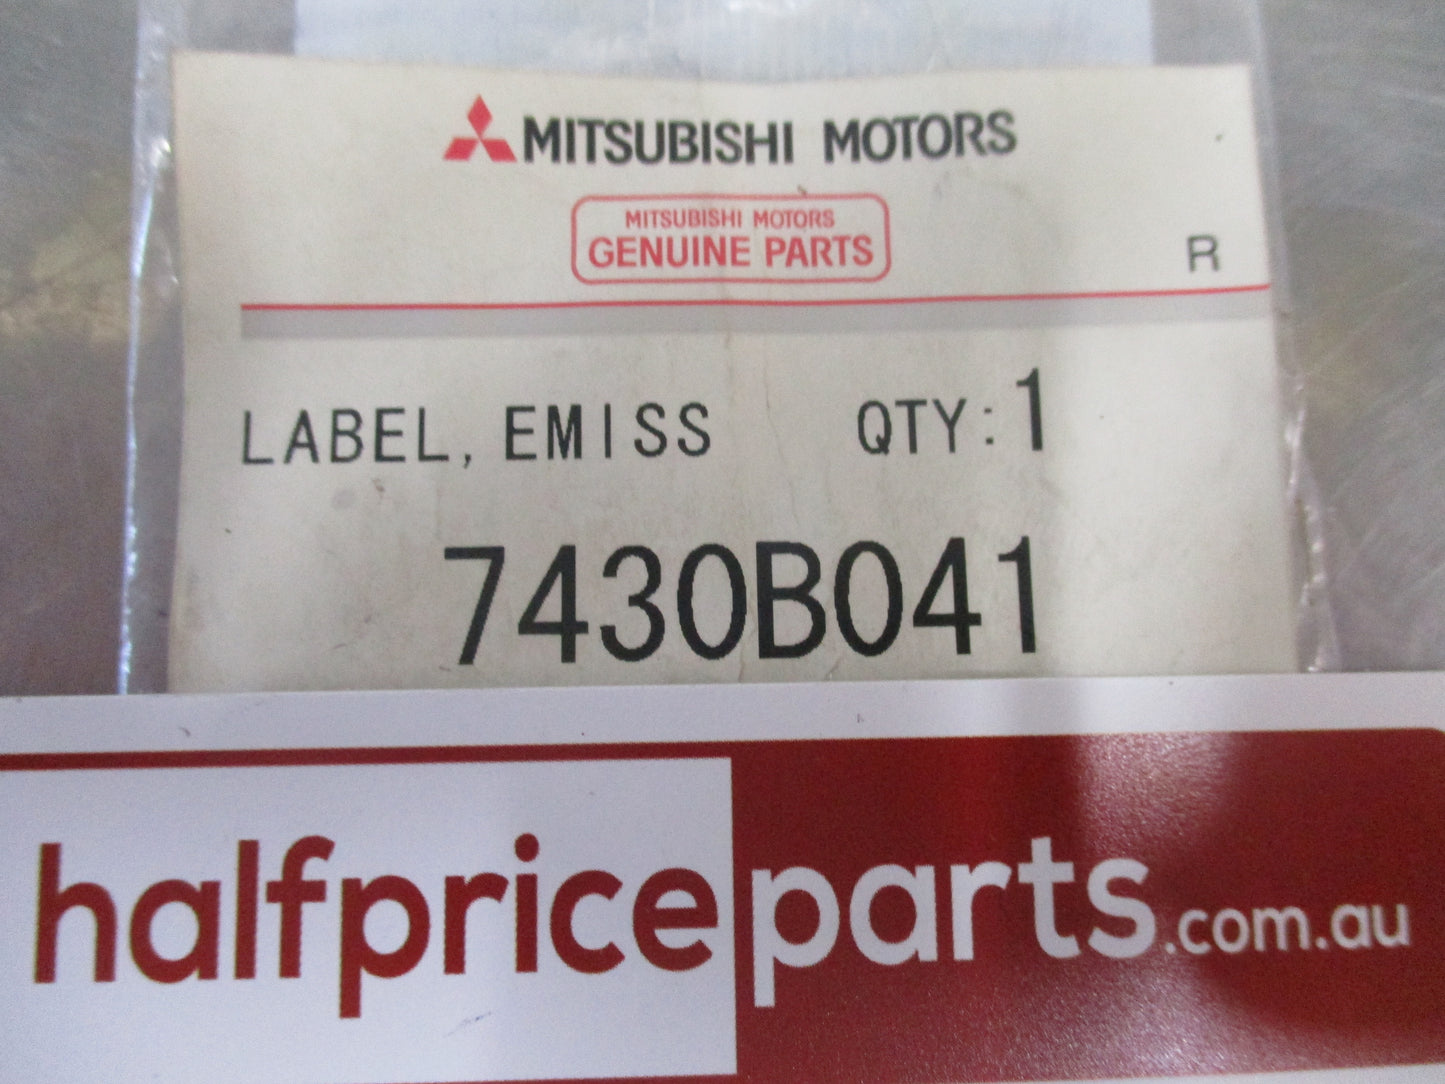 MITSUBISHI MOTORS
MITSUBISHI MOTORS
GENUINE PARTS
R
LABEL, EMISS QTY:1
7430B041
halfpriceparts.com.au